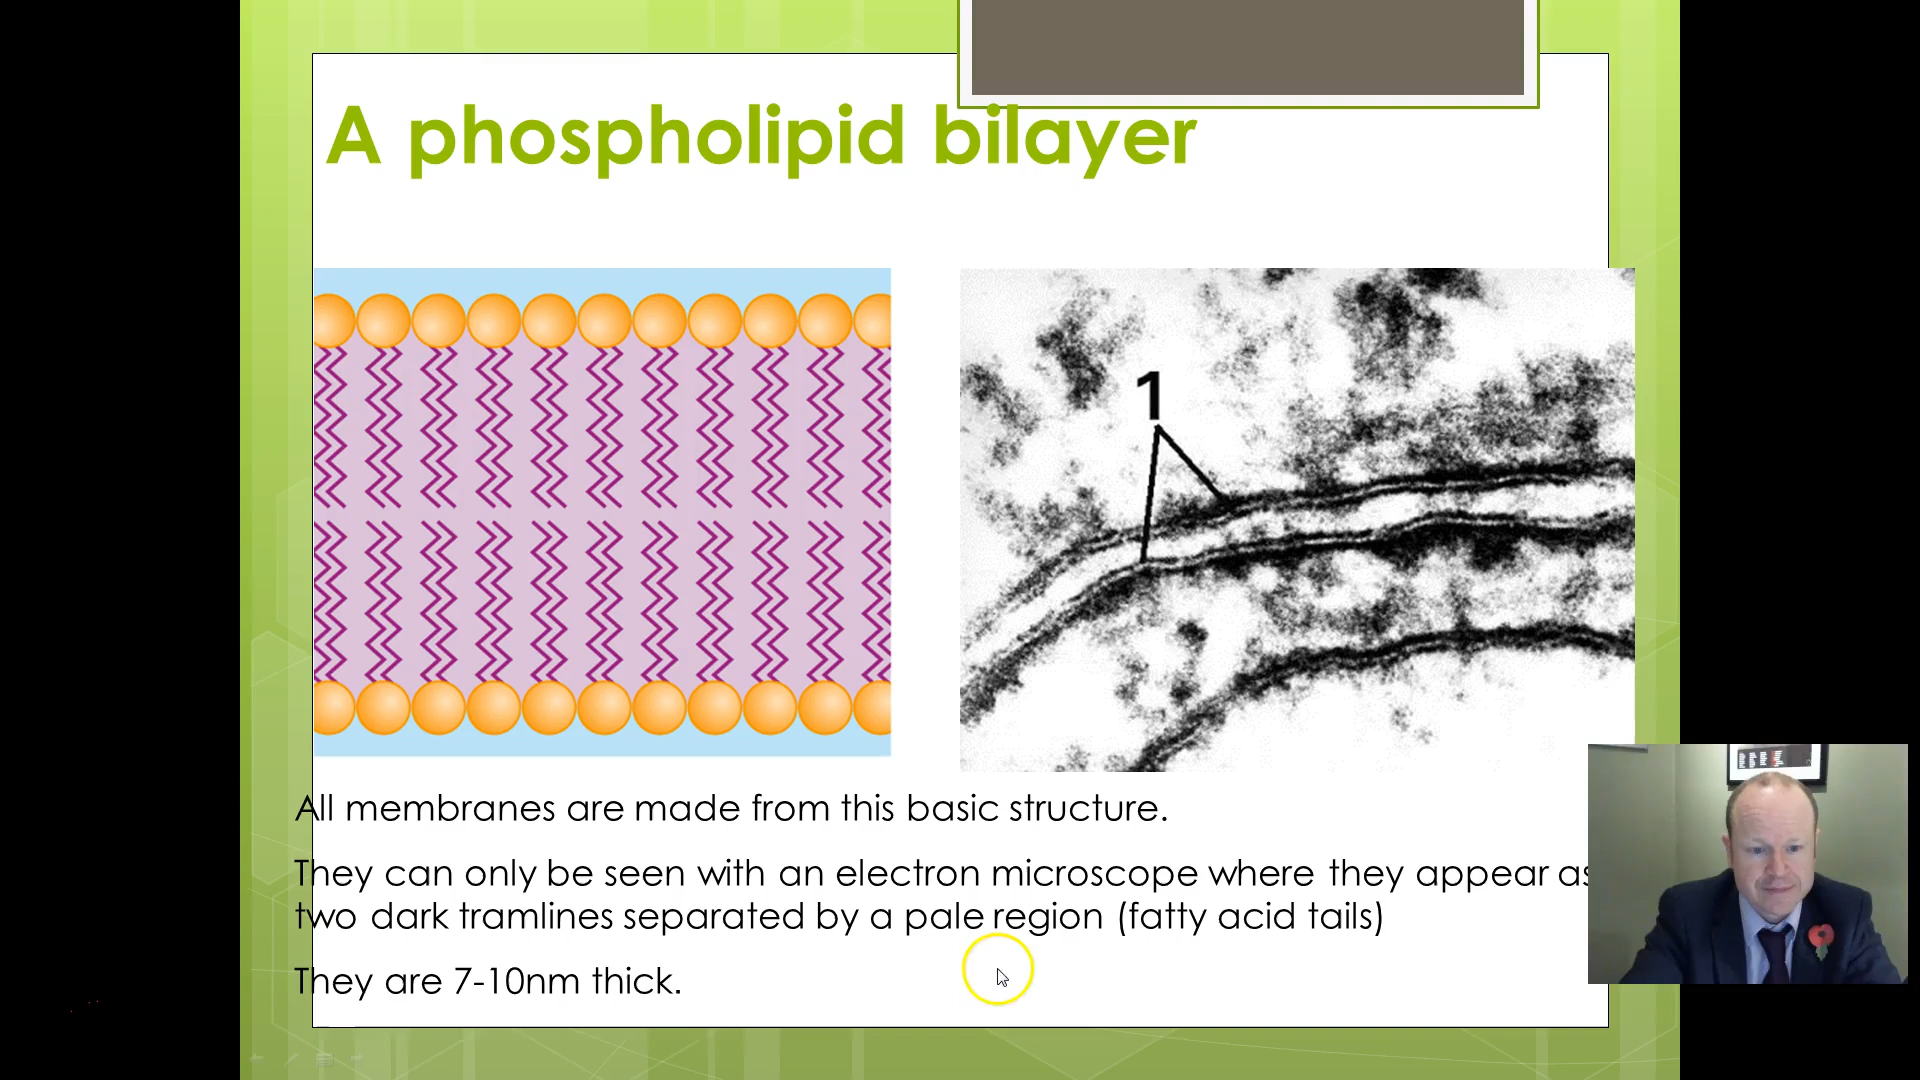 A phospholipid bilayer
1
All membranes are made from this basic structure.
They can only be seen with an electron microscope where they appear as
two dark tramlines separated by a pale region (fatty acid tails)
They are 7-10nm thick.